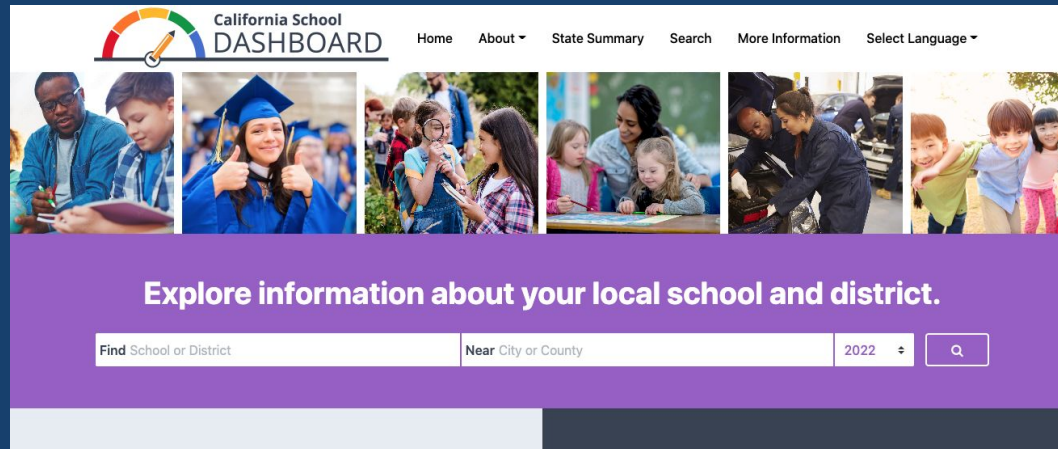 California School
DASHBOARD
Home About State Summary Search More Information Select Language
Explore information about your local school and district.
Find School or District Near City or County 2022